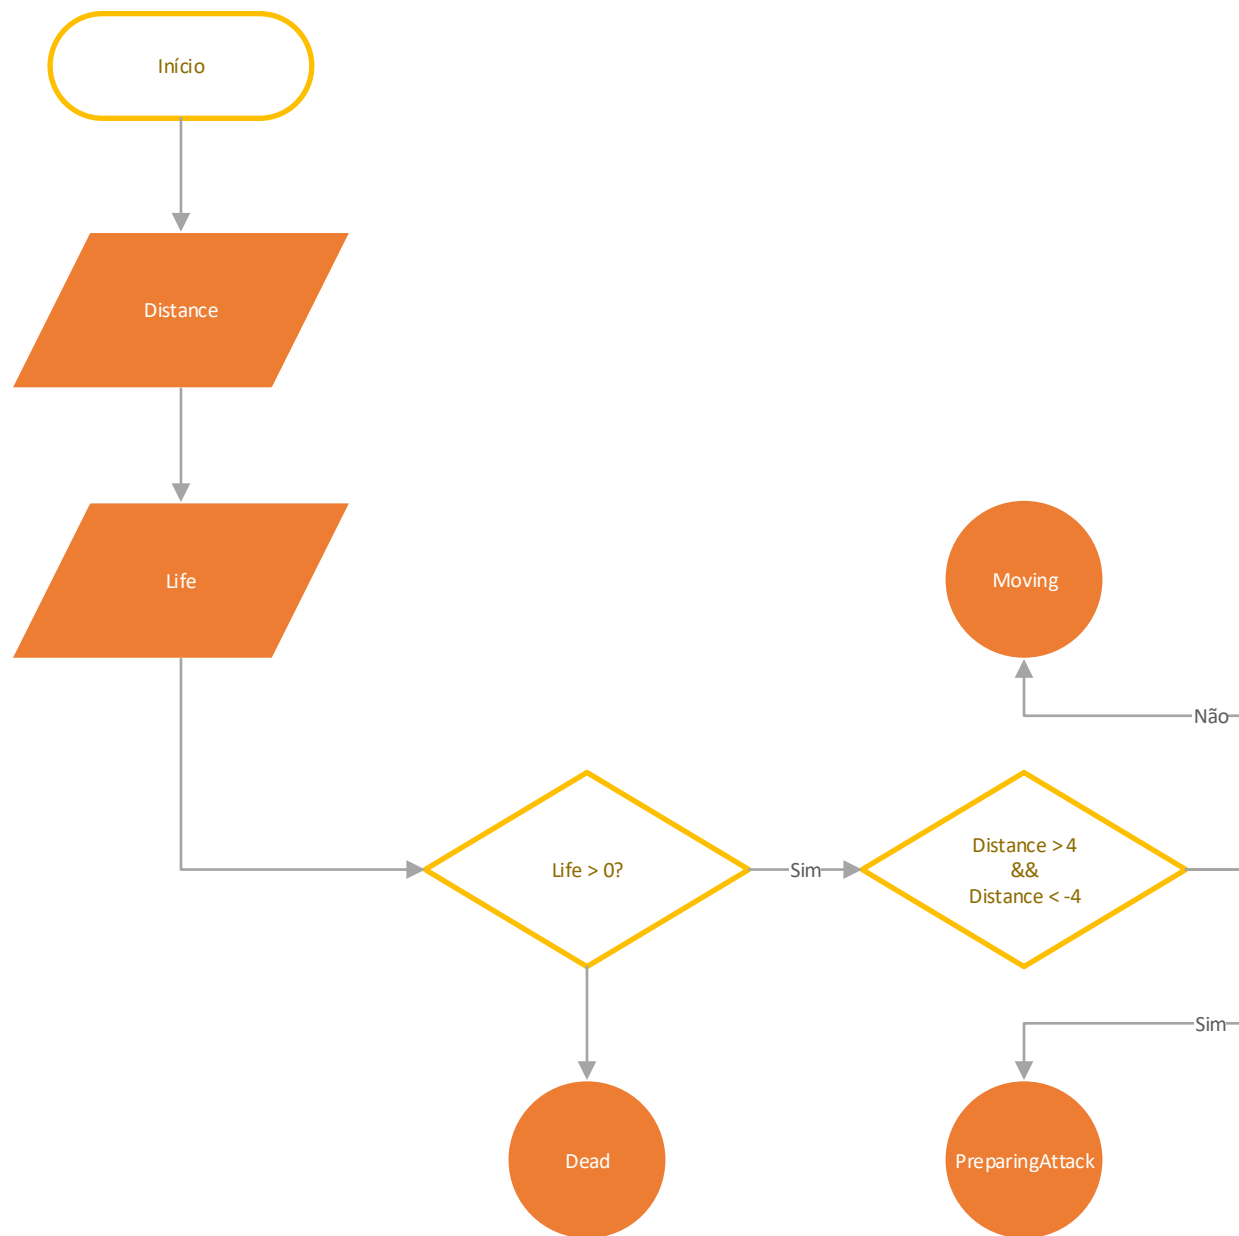 Início
Distance
Life
Moving
Não
Life > 0?
Sim
Distance > 4
&&
Distance < -4
Sim
Dead
PreparingAttack